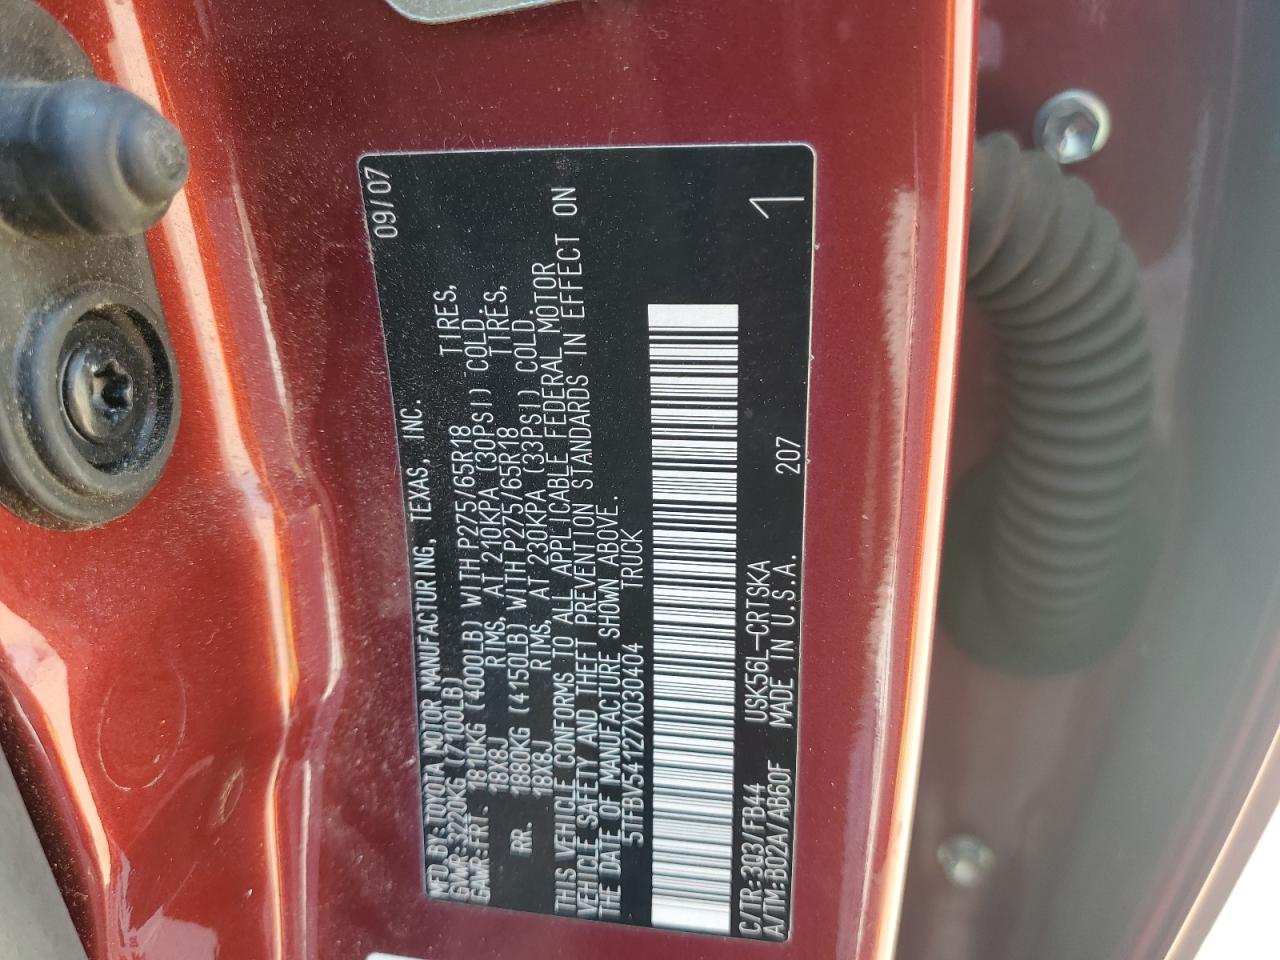 MFD.BY:TOYOTA MOTOR MANUFACTURING, TEXAS, INC. 09/07
GVWR:3220KG(7100LB)
GAWR:FRT. 1810KG (4000LB) WITH P275/65R18 TIRES,
18X8J RIMS, AT 210KPA (30PSI) COLD.
RR. 1880KG (4150LB) WITH P275/65R18 TIRES,
18X8J RIMS, AT 230KPA (33PSI) COLD.
THIS VEHICLE CONFORMS TO ALL APPLICABLE FEDERAL MOTOR
VEHICLE SAFETY AND THEFT PREVENTION STANDARDS IN EFFECT ON
THE DATE OF MANUFACTURE SHOWN ABOVE.
5TFBV54127X030404 TRUCK
C/TR:3Q3/FB44 USK56L-CRTSKA
A/TM:B02A/AB60F MADE IN U.S.A. 207 1